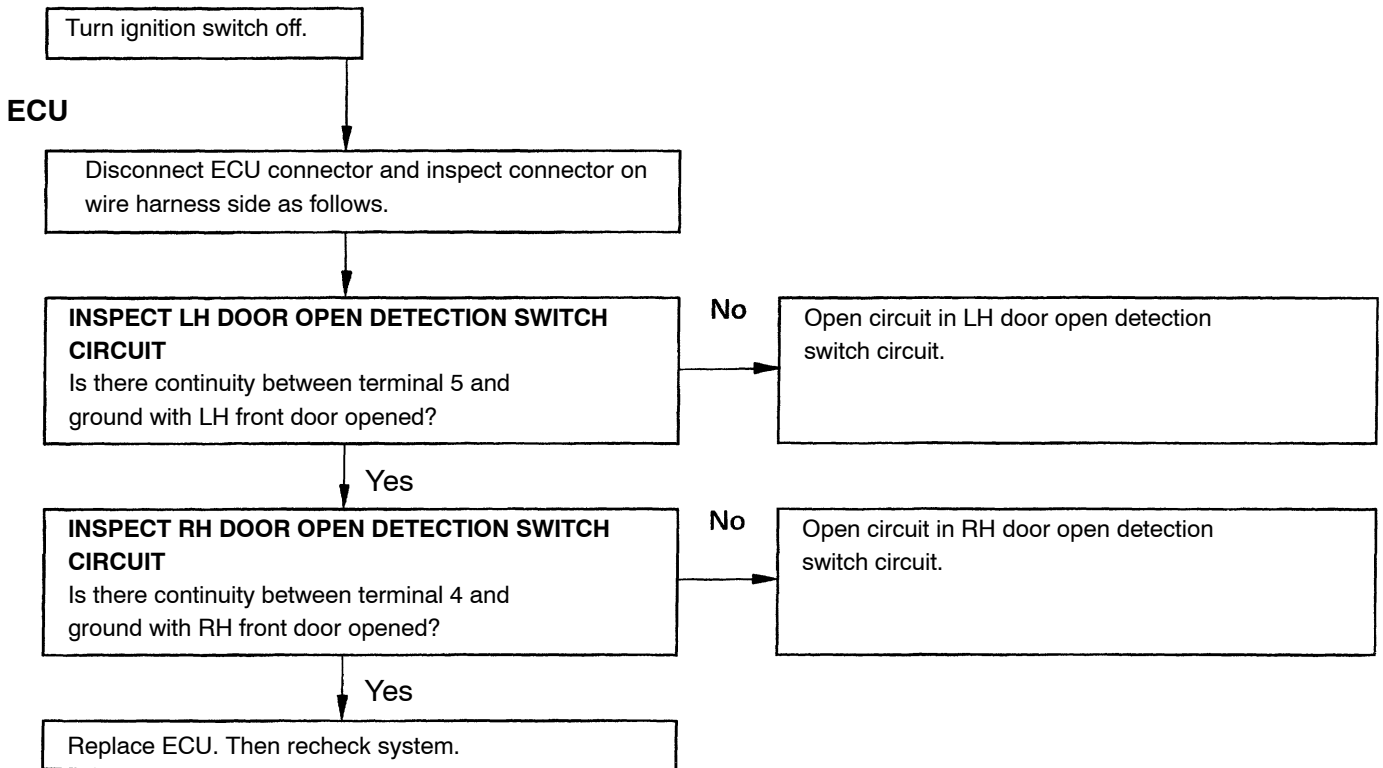 Turn ignition switch off.
ECU
Disconnect ECU connector and inspect connector on
wire harness side as follows.
INSPECT LH DOOR OPEN DETECTION SWITCH
CIRCUIT
Is there continuity between terminal 5 and
ground with LH front door opened?
No
Open circuit in LH door open detection
switch circuit.
Yes
INSPECT RH DOOR OPEN DETECTION SWITCH
CIRCUIT
Is there continuity between terminal 4 and
ground with RH front door opened?
No
Open circuit in RH door open detection
switch circuit.
Yes
Replace ECU. Then recheck system.